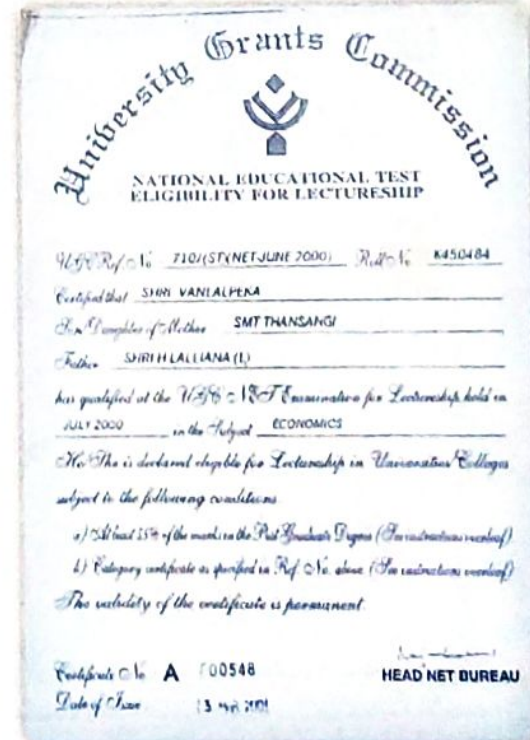 University Grants Commission
NATIONAL EDUCATIONAL TEST
ELIGIBILITY FOR LECTURESHIP
UGC Ref. No 710/(ST)(NET-JUNE 2000) Roll No K450484
Certified that SHRI VANLALPEKA
Son/Daughter of Mother SMT THANSANGI
Father SHRI H LALLIANA (L)
has qualified at the UGC NET Examination for Lectureship held in
JULY 2000 in the Subject ECONOMICS
He/She is declared eligible for Lectureship in Universities/Colleges
subject to the following conditions
a) At least 55% of the marks in the Post Graduate Degree (See instructions overleaf)
b) Category certificate as specified in Ref. No. above (See instructions overleaf)
The validity of the certificate is permanent.
Certificate No A 00548
HEAD NET BUREAU
Date of Issue 2001